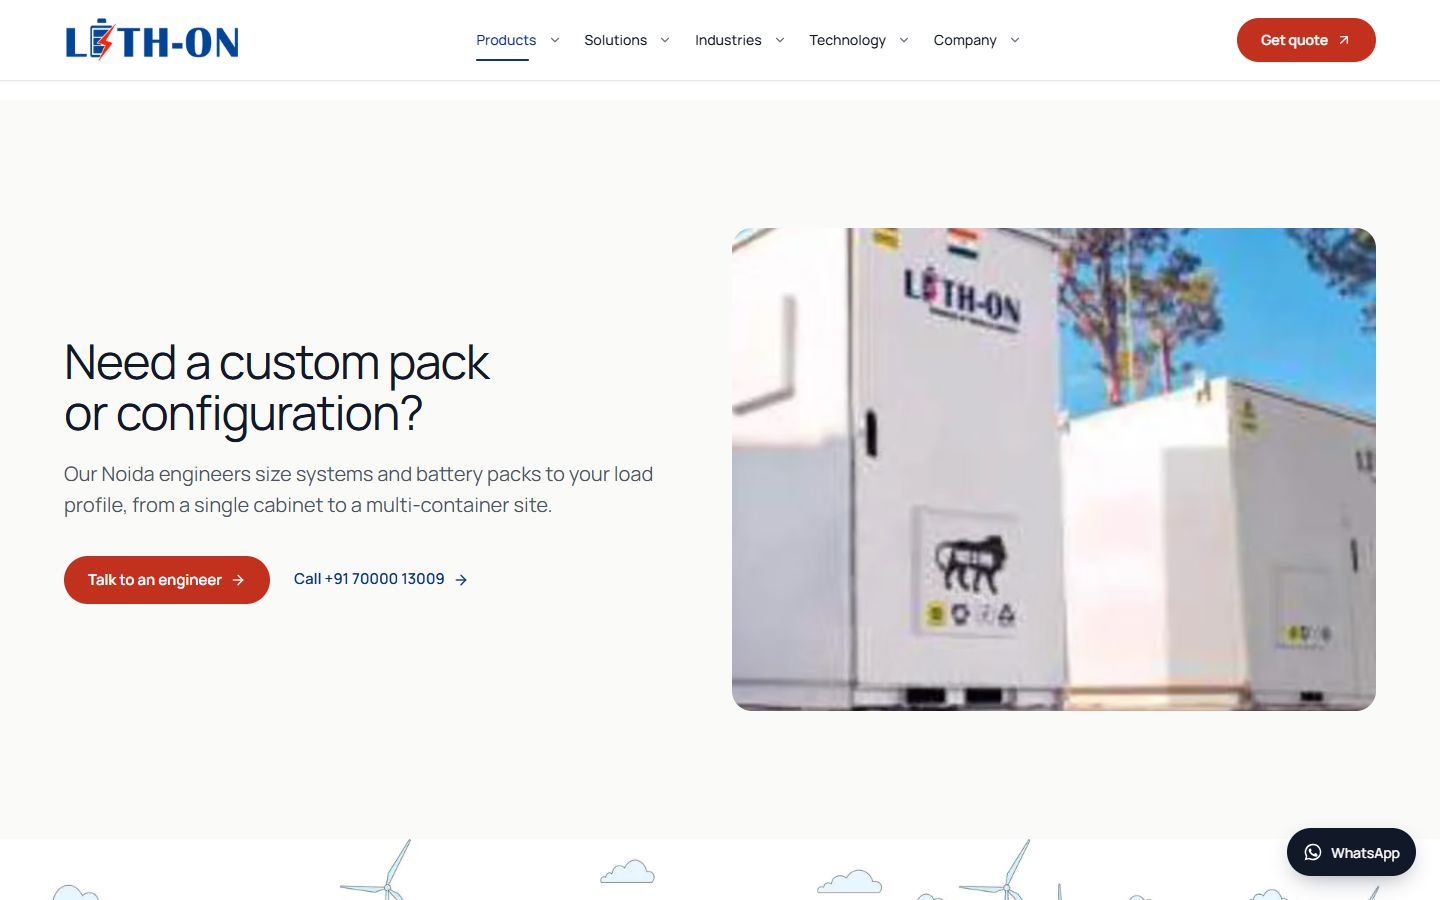 LITH-ON
Products
Solutions
Industries
Technology
Company
Get quote
Need a custom pack
or configuration?
Our Noida engineers size systems and battery packs to your load
profile, from a single cabinet to a multi-container site.
Talk to an engineer
Call +91 70000 13009
LITH-ON
WhatsApp